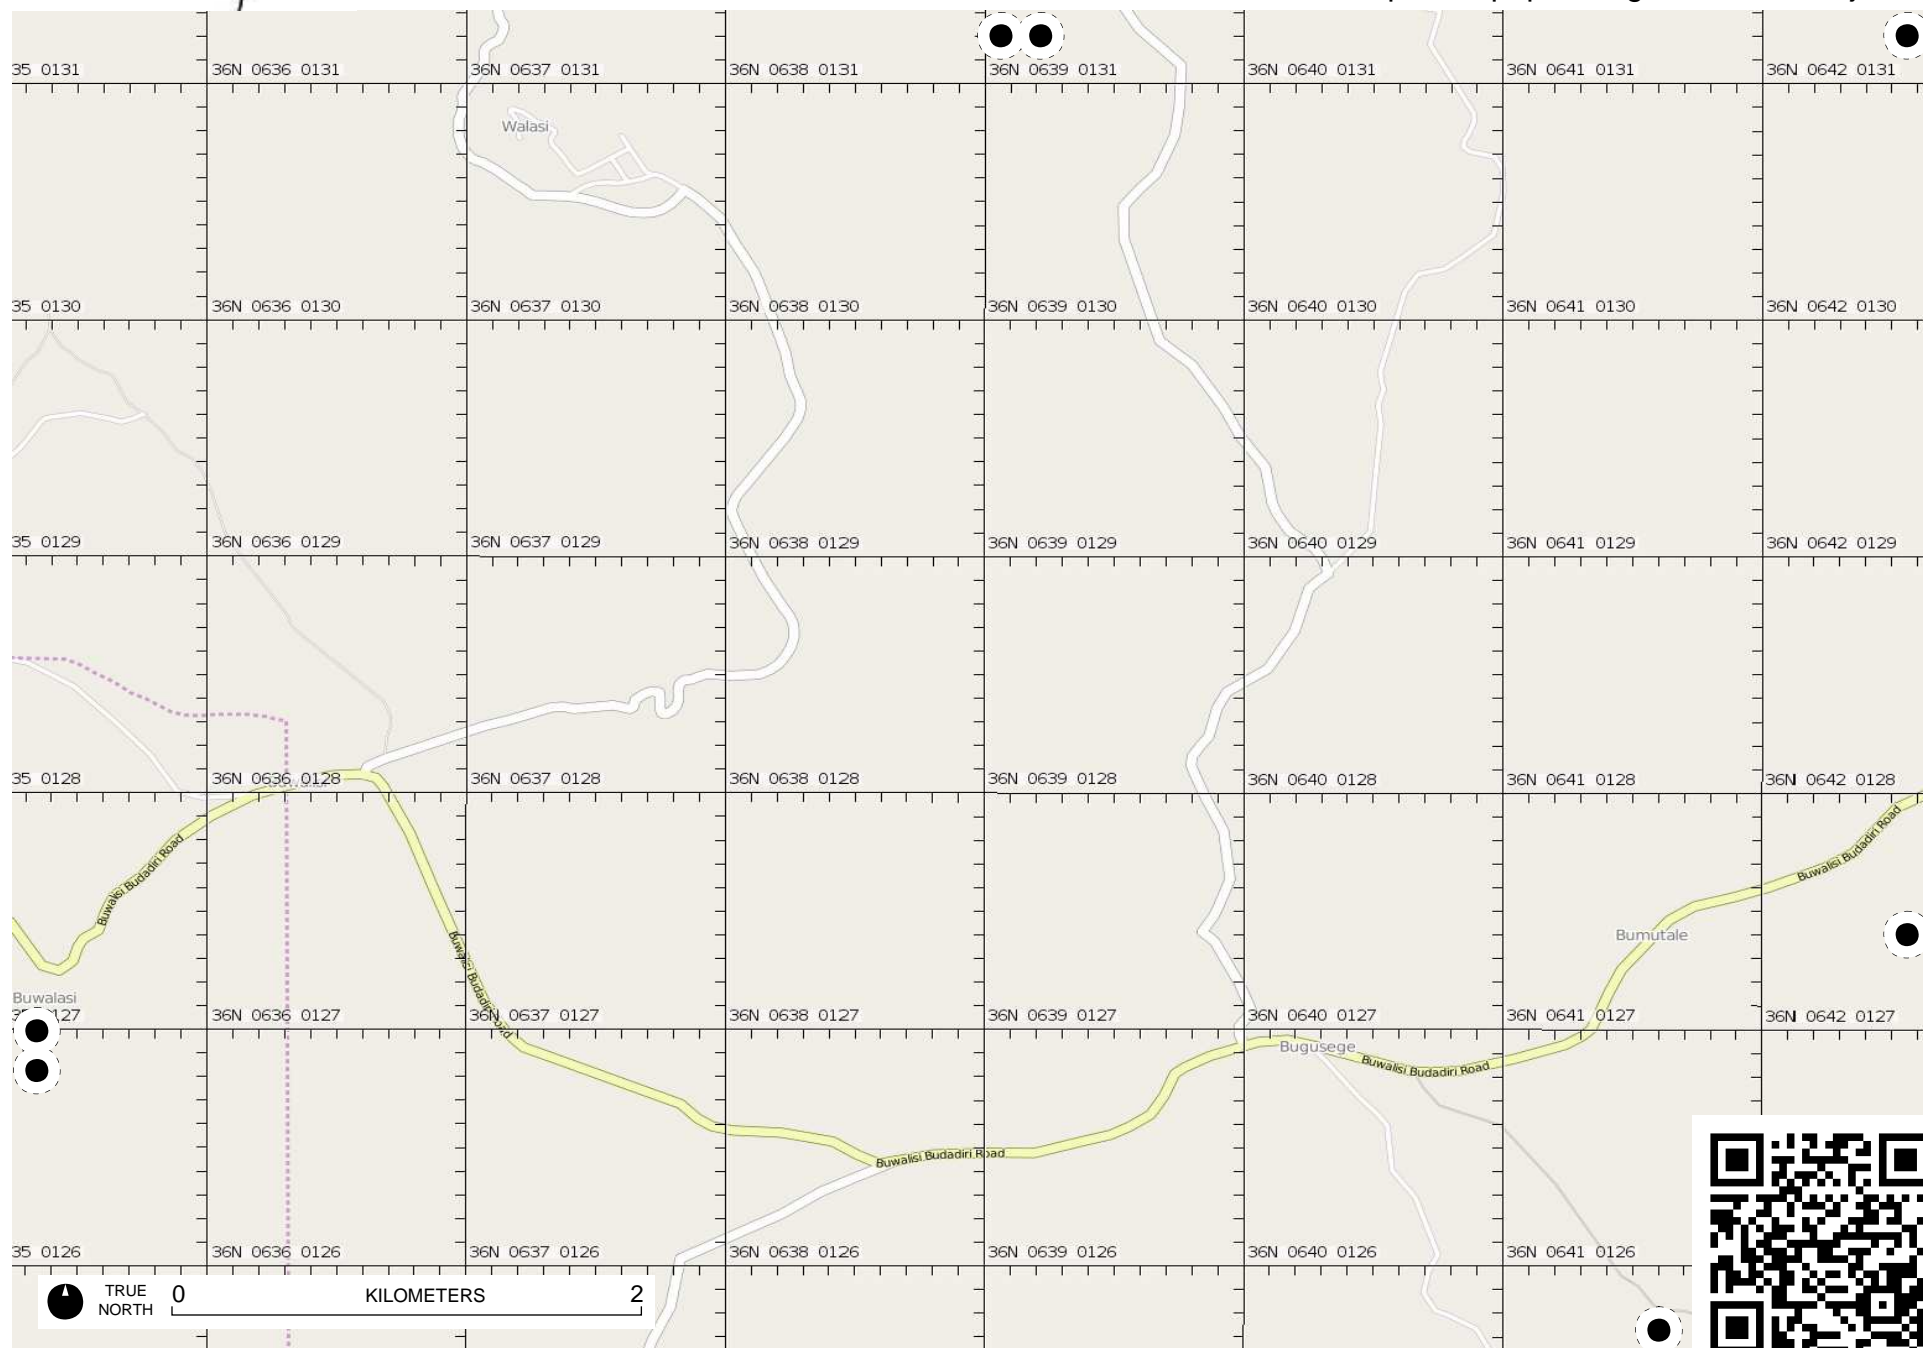 35 0131 36N 0636 0131 36N 0637 0131 36N 0638 0131 36N 0639 0131 36N 0640 0131 36N 0641 0131 36N 0642 0131
Walasi
35 0130 36N 0636 0130 36N 0637 0130 36N 0638 0130 36N 0639 0130 36N 0640 0130 36N 0641 0130 36N 0642 0130
35 0129 36N 0636 0129 36N 0637 0129 36N 0638 0129 36N 0639 0129 36N 0640 0129 36N 0641 0129 36N 0642 0129
35 0128 36N 0636 0128 36N 0637 0128 36N 0638 0128 36N 0639 0128 36N 0640 0128 36N 0641 0128 36N 0642 0128
Buwalisi Budadiri Road
Buwalisi Budadiri Road
Bumutale
Buwalisi Budadiri Road
Buwalasi
127 36N 0636 0127 36N 0637 0127 36N 0638 0127 36N 0639 0127 36N 0640 0127 36N 0641 0127 36N 0642 0127
Bugusege
Buwalisi Budadiri Road
Buwalisi Budadiri Road
35 0126 36N 0636 0126 36N 0637 0126 36N 0638 0126 36N 0639 0126 36N 0640 0126 36N 0641 0126
TRUE NORTH 0 KILOMETERS 2